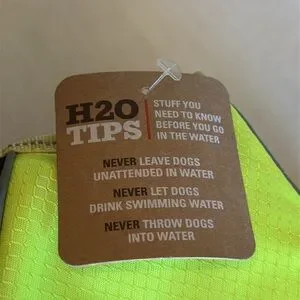 H2O
TIPS
STUFF YOU
NEED TO KNOW
BEFORE YOU GO
IN THE WATER
NEVER LEAVE DOGS
UNATTENDED IN WATER
NEVER LET DOGS
DRINK SWIMMING WATER
NEVER THROW DOGS
INTO WATER